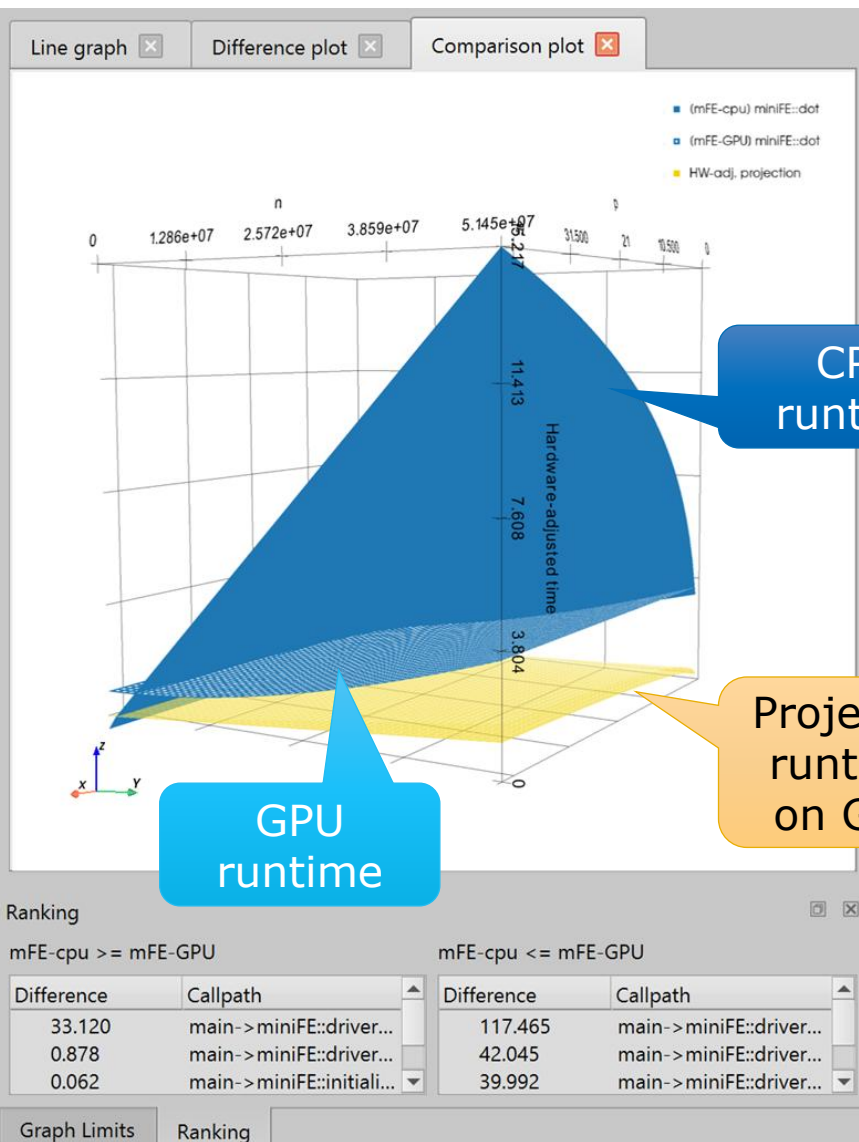 Line graph
Difference plot
Comparison plot
(mFE-cpu) miniFE::dot
(mFE-GPU) miniFE::dot
HW-adj. projection
n
p
0 1.286e+07 2.572e+07 3.859e+07 5.145e+07 31.500 21 10.500 0
11.413
7.608
3.804
0
Hardware-adjusted time
GPU
runtime
on
x Y z
Ranking
mFE-cpu >= mFE-GPU
Difference Callpath
33.120 main->miniFE::driver...
0.878 main->miniFE::driver...
0.062 main->miniFE::initiali...
mFE-cpu <= mFE-GPU
Difference Callpath
117.465 main->miniFE::driver...
42.045 main->miniFE::driver...
39.992 main->miniFE::driver...
Graph Limits
Ranking